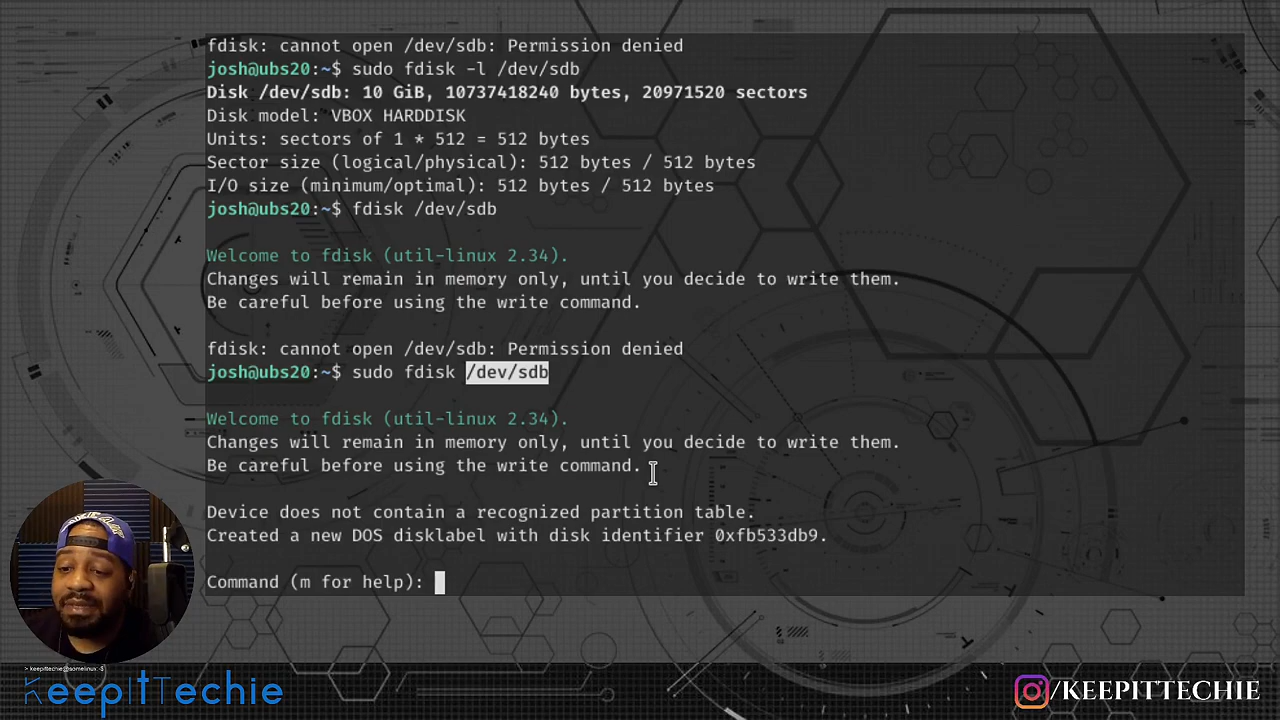 fdisk: cannot open /dev/sdb: Permission denied
josh@ubs20:~$ sudo fdisk -l /dev/sdb
Disk /dev/sdb: 10 GiB, 10737418240 bytes, 20971520 sectors
Disk model: VBOX HARDDISK
Units: sectors of 1 * 512 = 512 bytes
Sector size (logical/physical): 512 bytes / 512 bytes
I/O size (minimum/optimal): 512 bytes / 512 bytes
josh@ubs20:~$ fdisk /dev/sdb
Welcome to fdisk (util-linux 2.34).
Changes will remain in memory only, until you decide to write them.
Be careful before using the write command.
fdisk: cannot open /dev/sdb: Permission denied
josh@ubs20:~$ sudo fdisk /dev/sdb
Welcome to fdisk (util-linux 2.34).
Changes will remain in memory only, until you decide to write them.
Be careful before using the write command.
Device does not contain a recognized partition table.
Created a new DOS disklabel with disk identifier 0xfb533db9.
Command (m for help):
> keepittechie@somelinux:~$
KeepItTechie
/KEEPITTECHIE